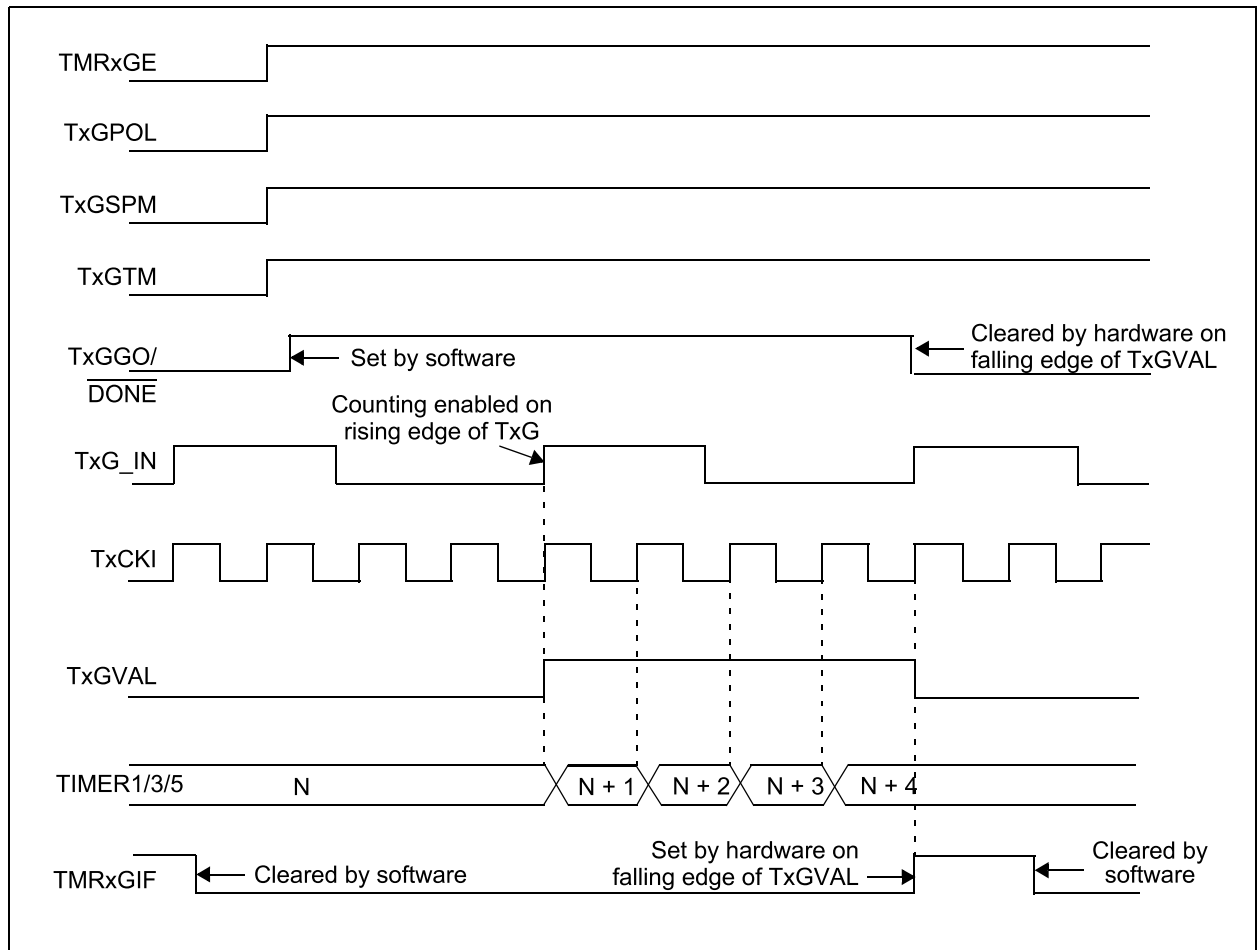 TMRxGE
TxGPOL
TxGSPM
TxGTM
TxGGO/
DONE
Set by software
Cleared by hardware on
falling edge of TxGVAL
Counting enabled on
rising edge of TxG
TxG_IN
TxCKI
TxGVAL
TIMER1/3/5
N
N + 1
N + 2
N + 3
N + 4
TMRxGIF
Cleared by software
Set by hardware on
falling edge of TxGVAL
Cleared by
software